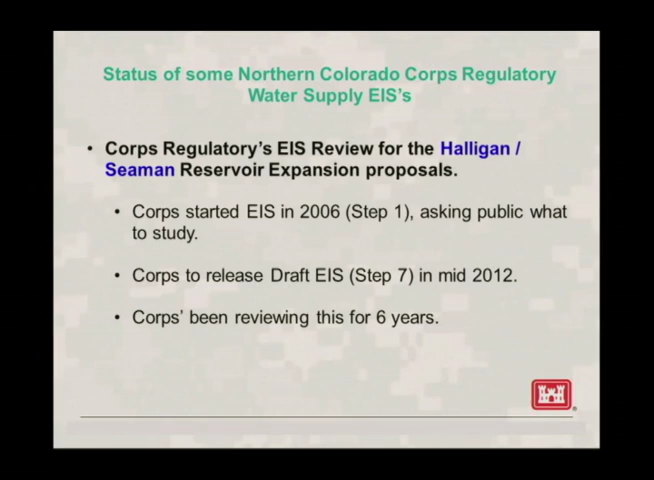 Status of some Northern Colorado Corps Regulatory
Water Supply EIS's
• Corps Regulatory's EIS Review for the Halligan /
Seaman Reservoir Expansion proposals.
• Corps started EIS in 2006 (Step 1), asking public what
to study.
• Corps to release Draft EIS (Step 7) in mid 2012.
• Corps' been reviewing this for 6 years.
®